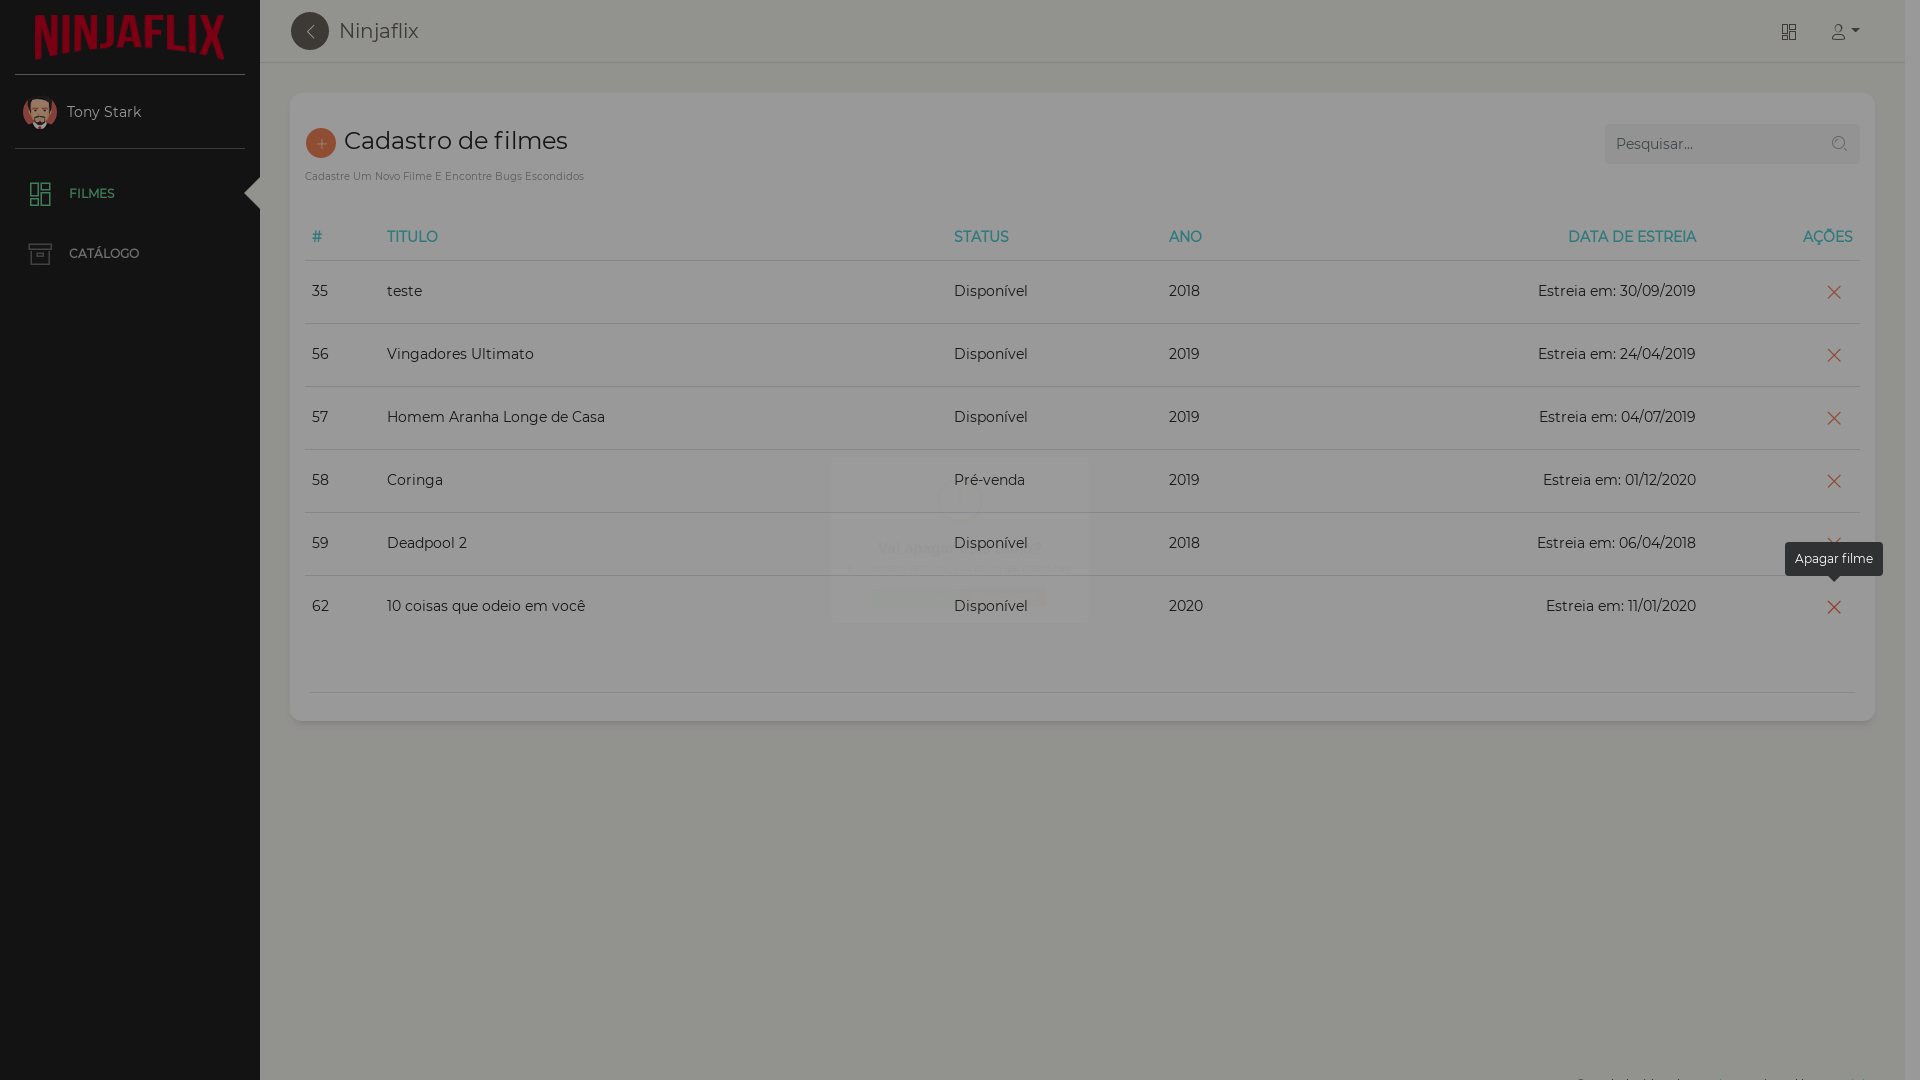 NINJAFLIX
Ninjaflix
Tony Stark
FILMES
CATÁLOGO
Cadastro de filmes
Cadastre Um Novo Filme E Encontre Bugs Escondidos
Pesquisar...
# TITULO STATUS ANO DATA DE ESTREIA AÇÕES
35 teste Disponível 2018 Estreia em: 30/09/2019
56 Vingadores Ultimato Disponível 2019 Estreia em: 24/04/2019
57 Homem Aranha Longe de Casa Disponível 2019 Estreia em: 04/07/2019
58 Coringa Pré-venda 2019 Estreia em: 01/12/2020
59 Deadpool 2 Disponível 2018 Estreia em: 06/04/2018
Apagar filme
62 10 coisas que odeio em você Disponível 2020 Estreia em: 11/01/2020